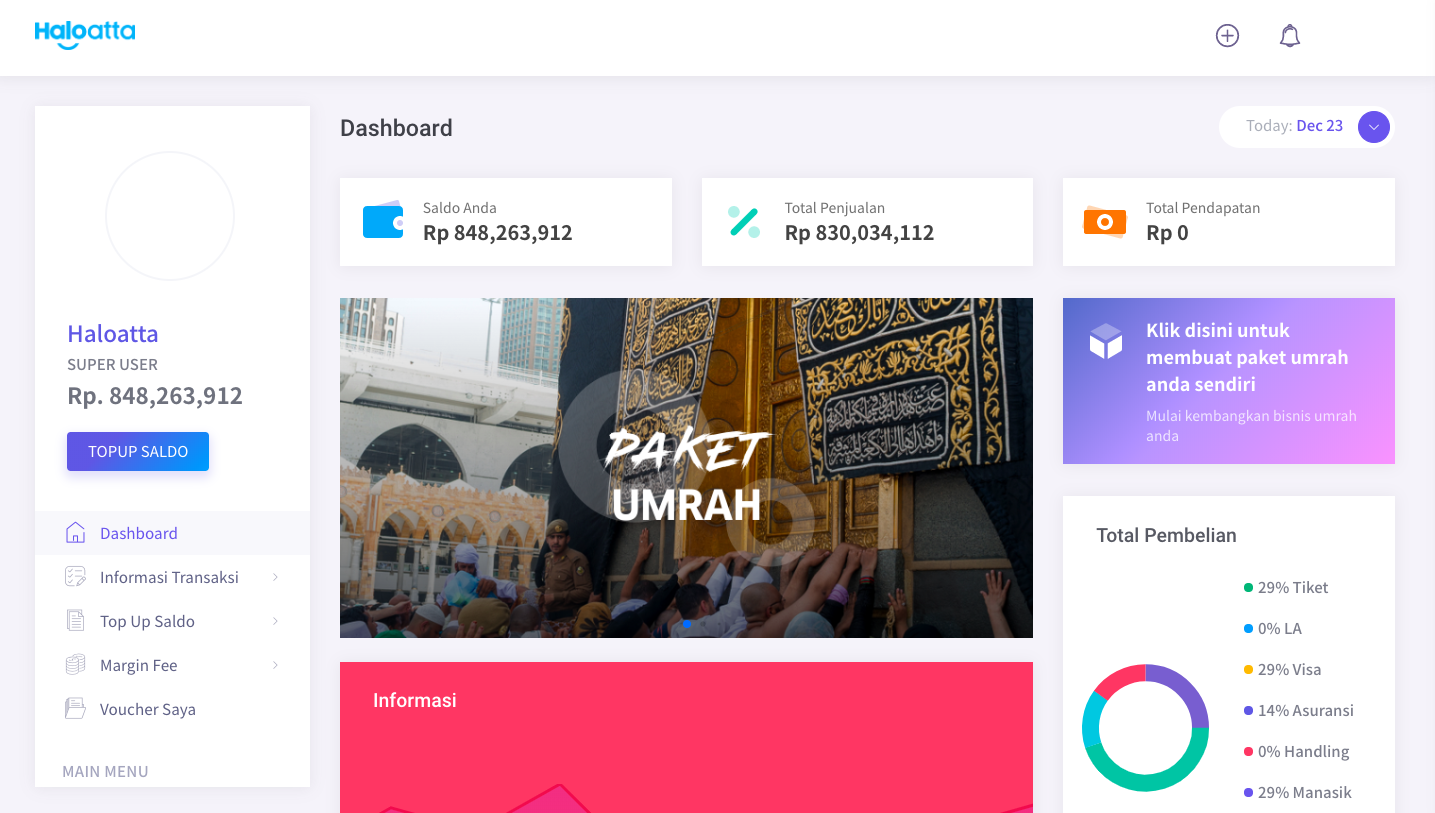 Haloatta
Dashboard
Today: Dec 23
Saldo Anda
Rp 848,263,912
Total Penjualan
Rp 830,034,112
Total Pendapatan
Rp 0
Haloatta
SUPER USER
Rp. 848,263,912
TOPUP SALDO
Dashboard
Informasi Transaksi
Top Up Saldo
Margin Fee
Voucher Saya
MAIN MENU
PAKET
UMRAH
Klik disini untuk
membuat paket umrah
anda sendiri
Mulai kembangkan bisnis umrah
anda
Informasi
Total Pembelian
29% Tiket
0% LA
29% Visa
14% Asuransi
0% Handling
29% Manasik